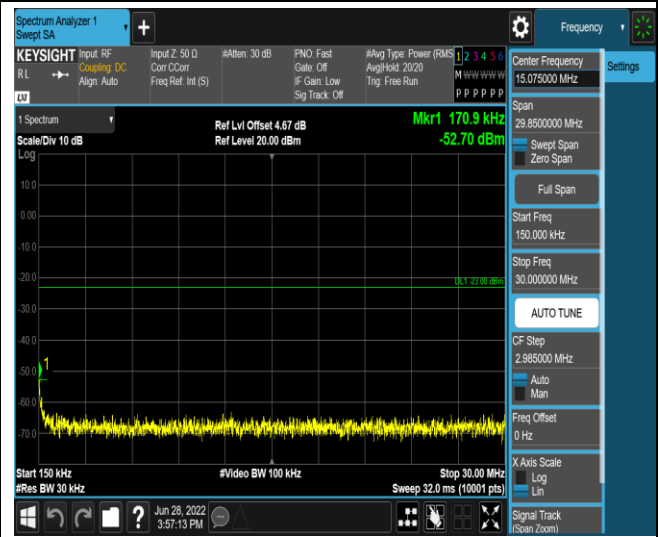 Spectrum Analyzer 1
Swept SA
Frequency
KEYSIGHT
RL
LXI
Input: RF
Coupling: DC
Align: Auto
Input Z: 50 Ω
Corr CCorr
Freq Ref: Int (S)
#Atten: 30 dB
PNO: Fast
Gate: Off
IF Gain: Low
Sig Track: Off
#Avg Type: Power (RMS
Avg|Hold: 20/20
Trig: Free Run
1 2 3 4 5 6
M W W W W W
P P P P P P
1 Spectrum
Scale/Div 10 dB
Log
Ref Lvl Offset 4.67 dB
Ref Level 20.00 dBm
Mkr1 170.9 kHz
-52.70 dBm
10.0
0.00
-10.0
-20.0
DL1 -23.00 dBm
-30.0
-40.0
-50.0
1
-60.0
-70.0
Start 150 kHz
#Res BW 30 kHz
#Video BW 100 kHz
Stop 30.00 MHz
Sweep 32.0 ms (10001 pts)
?
Jun 28, 2022
3:57:13 PM
Center Frequency
15.075000 MHz
Settings
Span
29.8500000 MHz
Swept Span
Zero Span
Full Span
Start Freq
150.000 kHz
Stop Freq
30.000000 MHz
AUTO TUNE
CF Step
2.985000 MHz
Auto
Man
Freq Offset
0 Hz
X Axis Scale
Log
Lin
Signal Track
(Span Zoom)